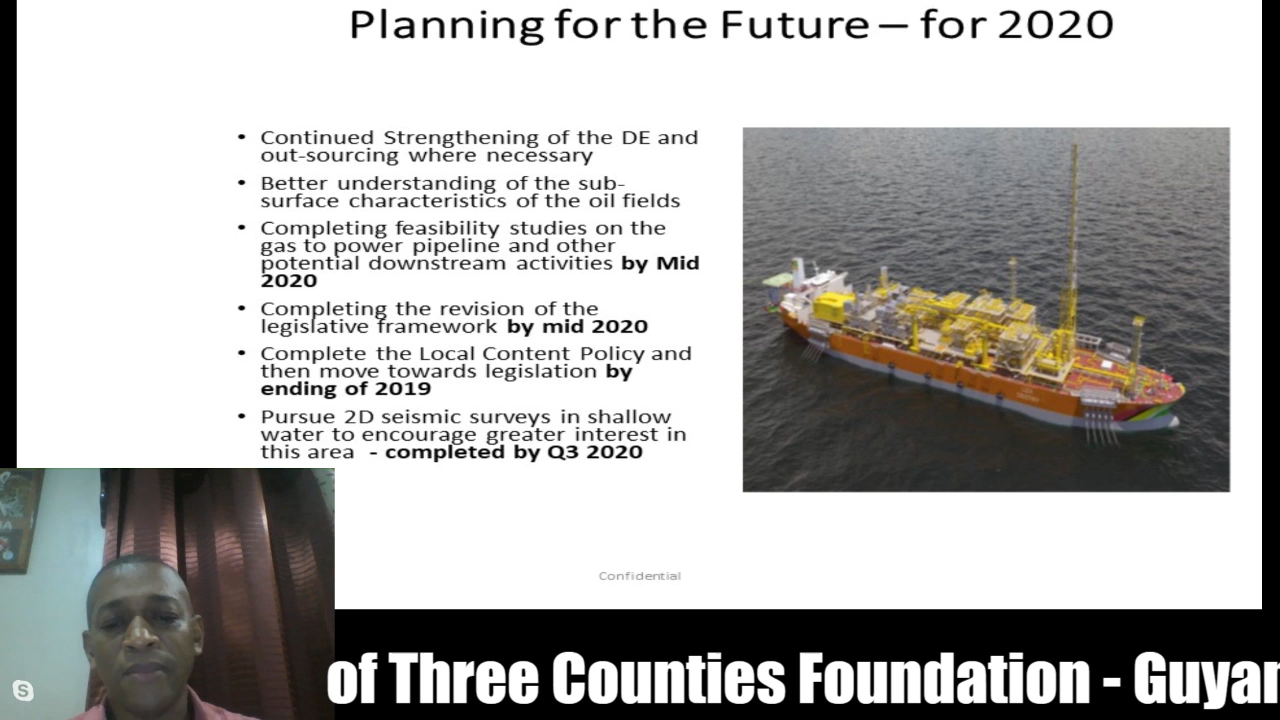 Planning for the Future – for 2020
• Continued Strengthening of the DE and
out-sourcing where necessary
• Better understanding of the sub-
surface characteristics of the oil fields
• Completing feasibility studies on the
gas to power pipeline and other
potential downstream activities by Mid
2020
• Completing the revision of the
legislative framework by mid 2020
• Complete the Local Content Policy and
then move towards legislation by
ending of 2019
• Pursue 2D seismic surveys in shallow
water to encourage greater interest in
this area - completed by Q3 2020
Confidential
of Three Counties Foundation - Guyan
S